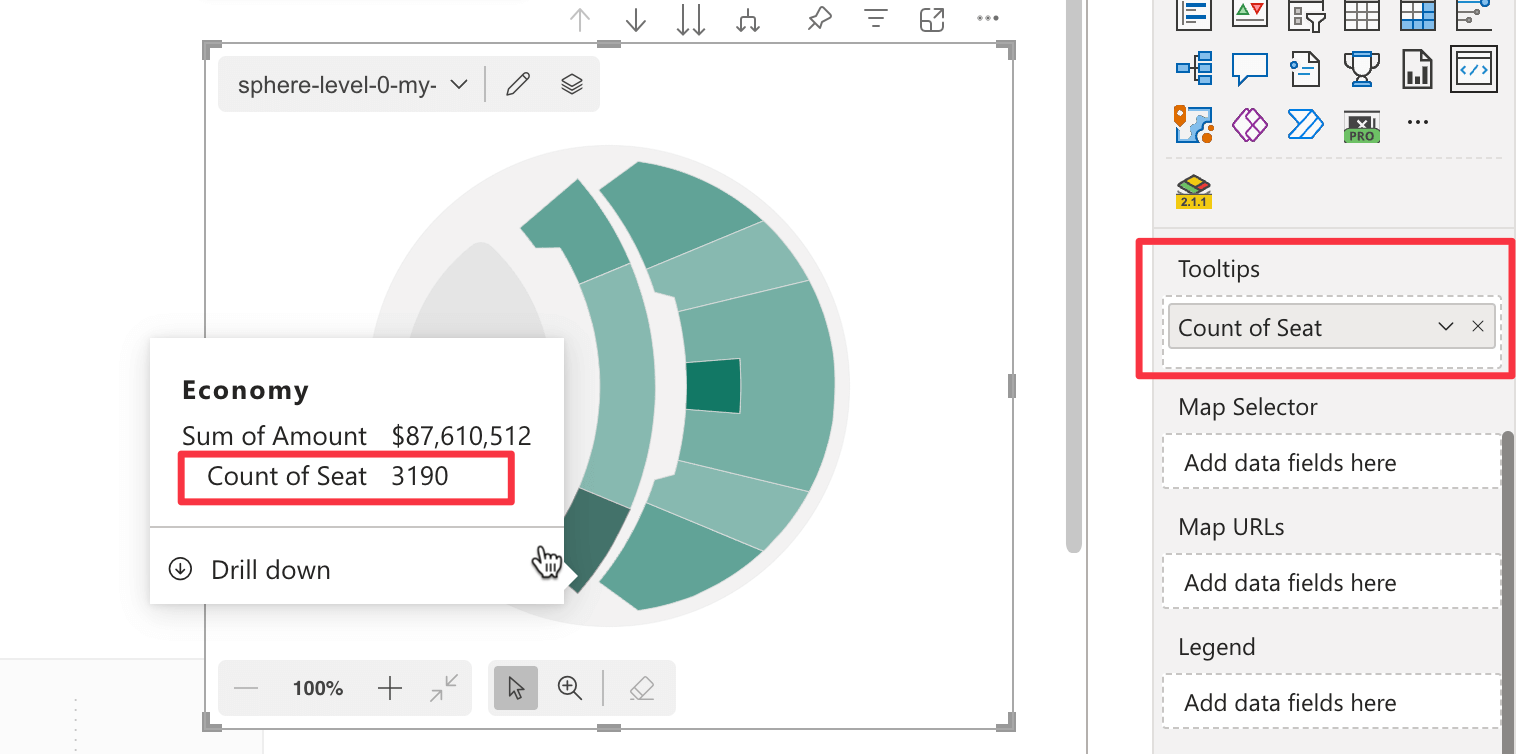 sphere-level-0-my-
PRO
2.1.1
Tooltips
Count of Seat
Economy
Sum of Amount $87,610,512
Count of Seat 3190
Drill down
Map Selector
Add data fields here
Map URLs
Add data fields here
Legend
Add data fields here
100%